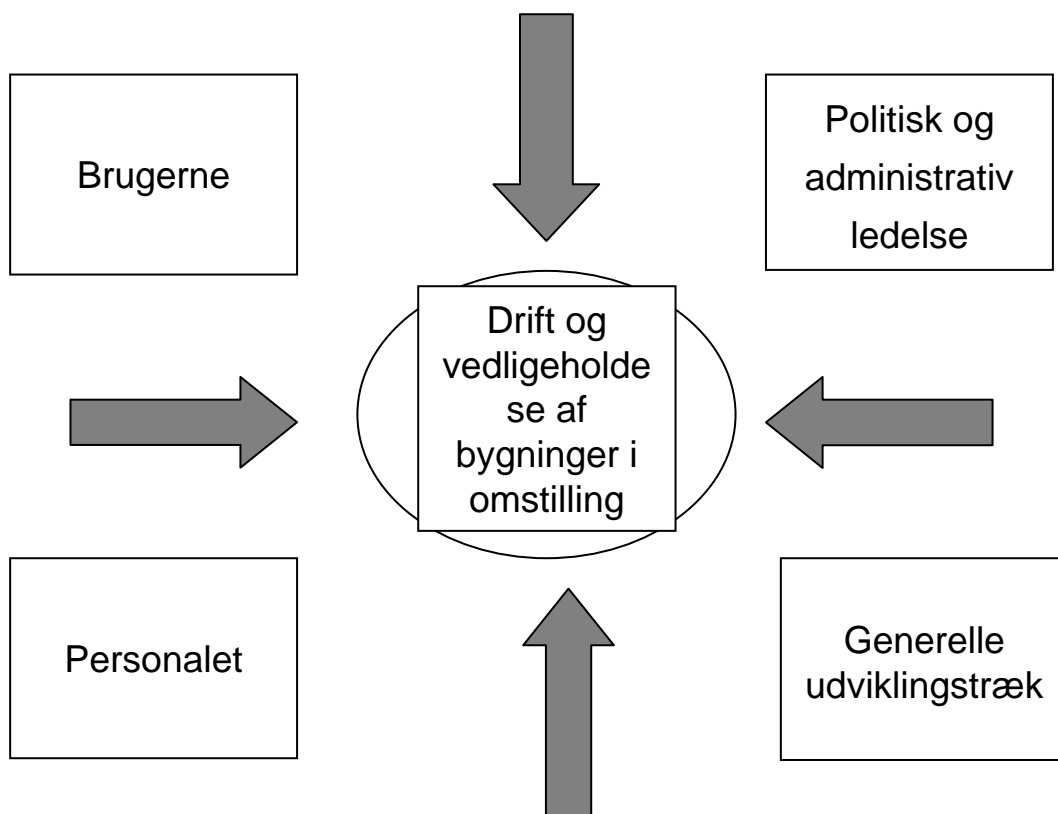 Brugerne
Politisk og
administrativ
ledelse
Drift og
vedligeholde
se af
bygninger i
omstilling
Personalet
Generelle
udviklingstræk